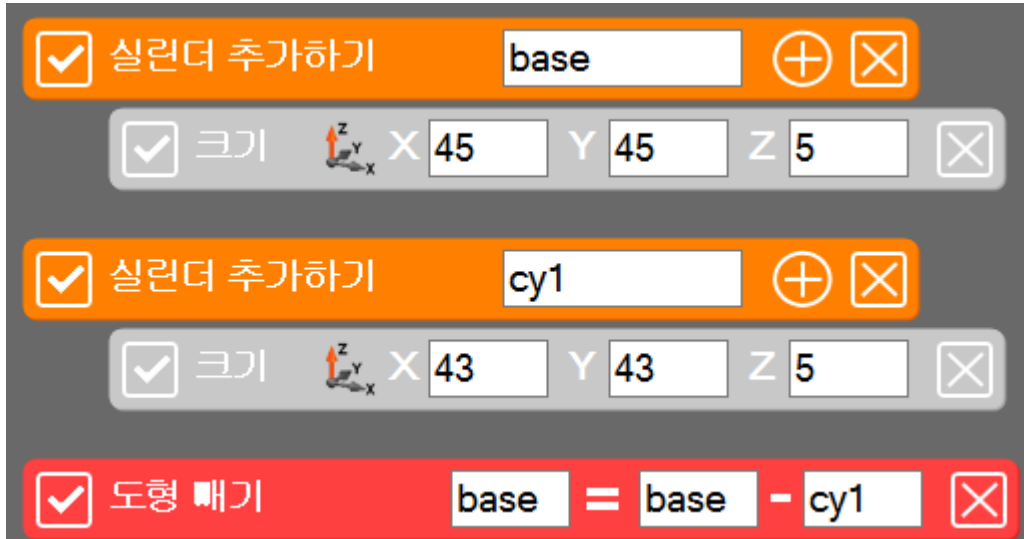 실린더 추가하기 base
크기 Z Y X X 45 Y 45 Z 5
실린더 추가하기 cy1
크기 Z Y X X 43 Y 43 Z 5
도형 빼기 base = base - cy1